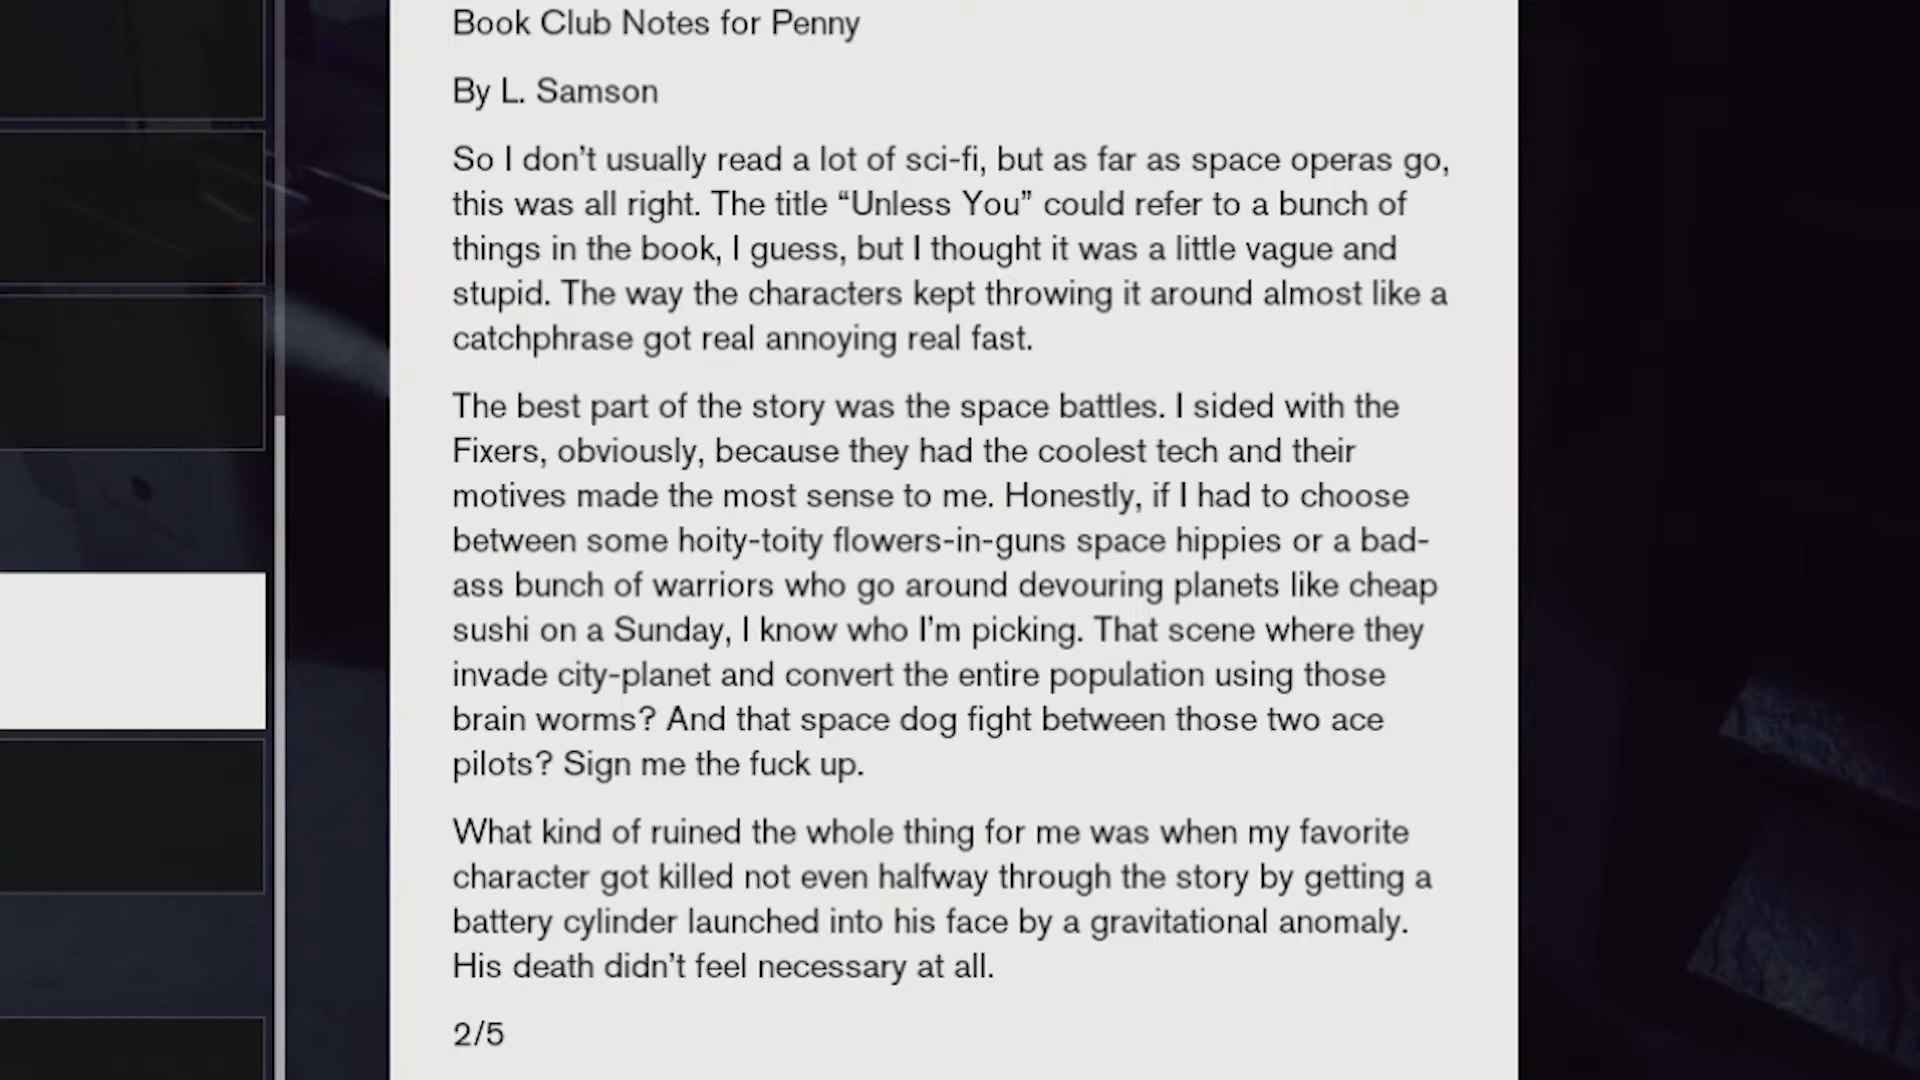 Book Club Notes for Penny
By L. Samson
So I don’t usually read a lot of sci-fi, but as far as space operas go,
this was all right. The title “Unless You” could refer to a bunch of
things in the book, I guess, but I thought it was a little vague and
stupid. The way the characters kept throwing it around almost like a
catchphrase got real annoying real fast.
The best part of the story was the space battles. I sided with the
Fixers, obviously, because they had the coolest tech and their
motives made the most sense to me. Honestly, if I had to choose
between some hoity-toity flowers-in-guns space hippies or a bad-
ass bunch of warriors who go around devouring planets like cheap
sushi on a Sunday, I know who I’m picking. That scene where they
invade city-planet and convert the entire population using those
brain worms? And that space dog fight between those two ace
pilots? Sign me the fuck up.
What kind of ruined the whole thing for me was when my favorite
character got killed not even halfway through the story by getting a
battery cylinder launched into his face by a gravitational anomaly.
His death didn’t feel necessary at all.
2/5